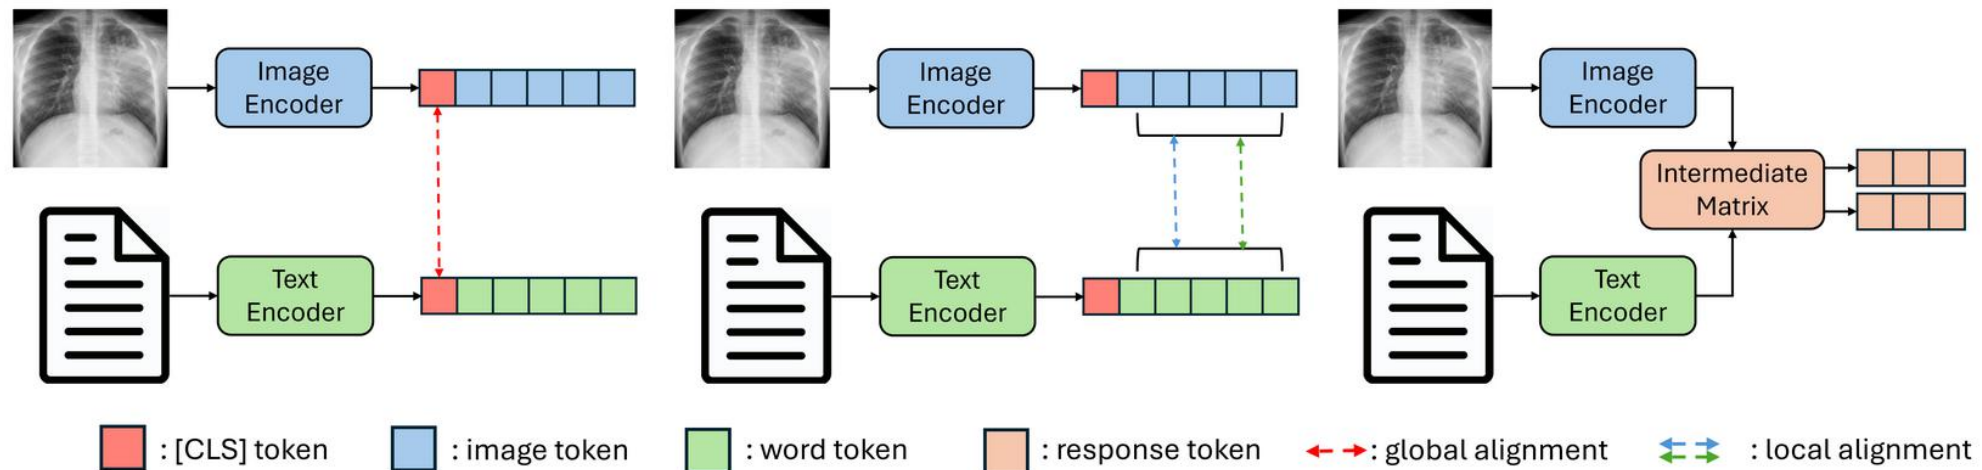 Image
Encoder
Text
Encoder
Image
Encoder
Text
Encoder
Image
Encoder
Intermediate
Matrix
Text
Encoder
: [CLS] token
: image token
: word token
: response token
: global alignment
: local alignment